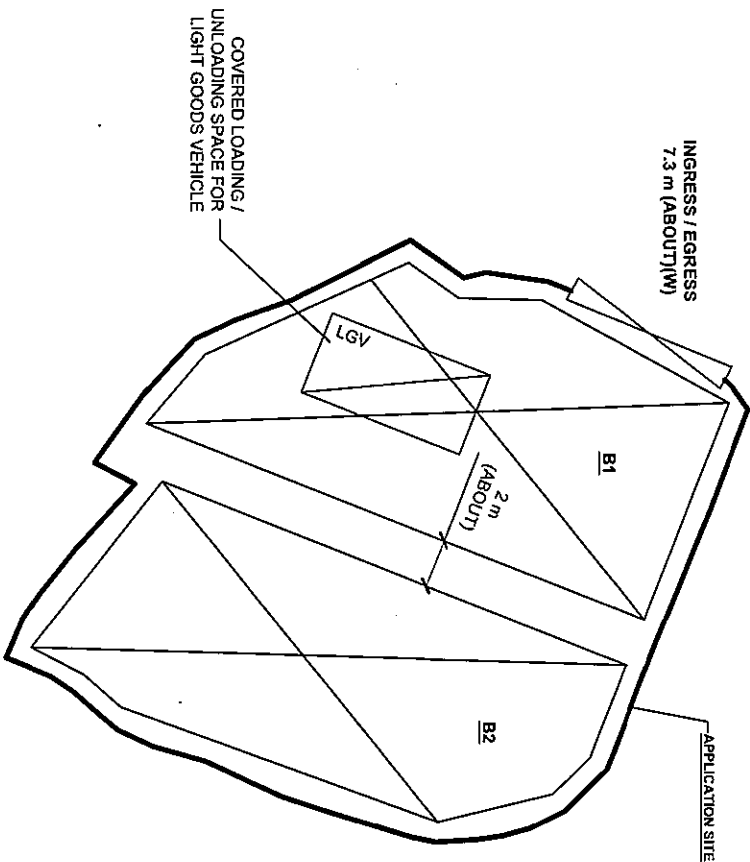 INGRESS / EGRESS
7.3 m (ABOUT)(W)
COVERED LOADING /
UNLOADING SPACE FOR
LIGHT GOODS VEHICLE
LGV
B1
2 m
(ABOUT)
B2
APPLICATION SITE